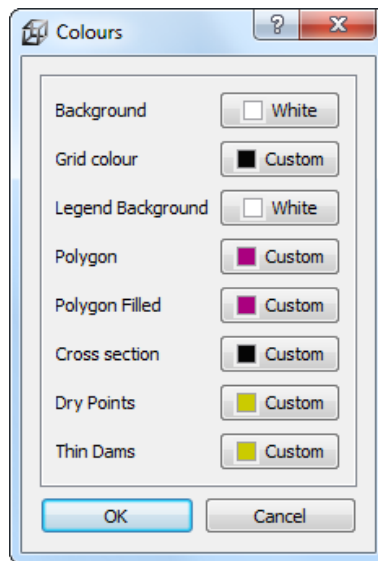 Colours
?
X
Background White
Grid colour Custom
Legend Background White
Polygon Custom
Polygon Filled Custom
Cross section Custom
Dry Points Custom
Thin Dams Custom
OK Cancel